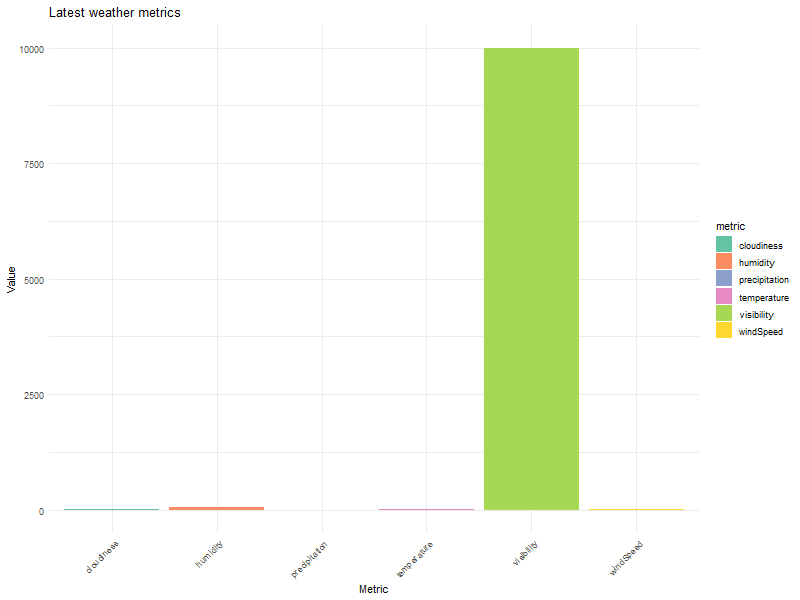 Latest weather metrics
10000
7500
5000
2500
0
Value
cloudiness
humidity
precipitation
temperature
visibility
windSpeed
Metric
metric
cloudiness
humidity
precipitation
temperature
visibility
windSpeed